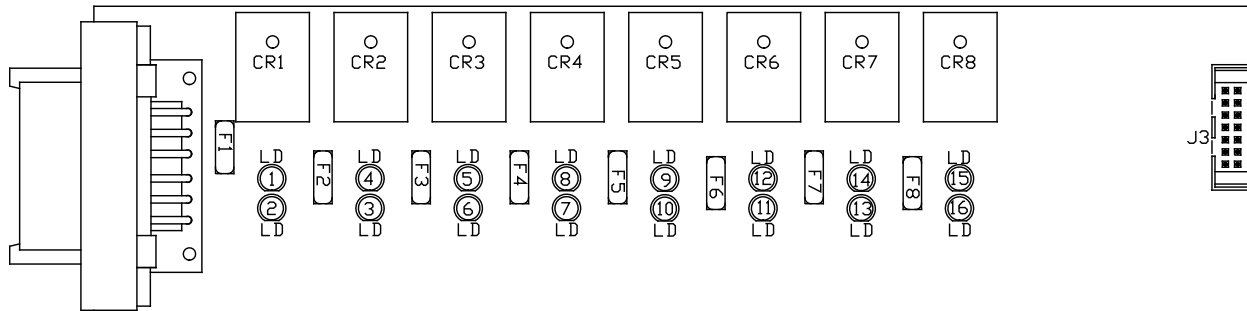 CR1 CR2 CR3 CR4 CR5 CR6 CR7 CR8
J3
F1 F2 F3 F4 F5 F6 F7 F8
LD LD LD LD LD LD LD LD
1 4 5 8 9 12 14 15
2 3 6 7 10 11 13 16
LD LD LD LD LD LD LD LD